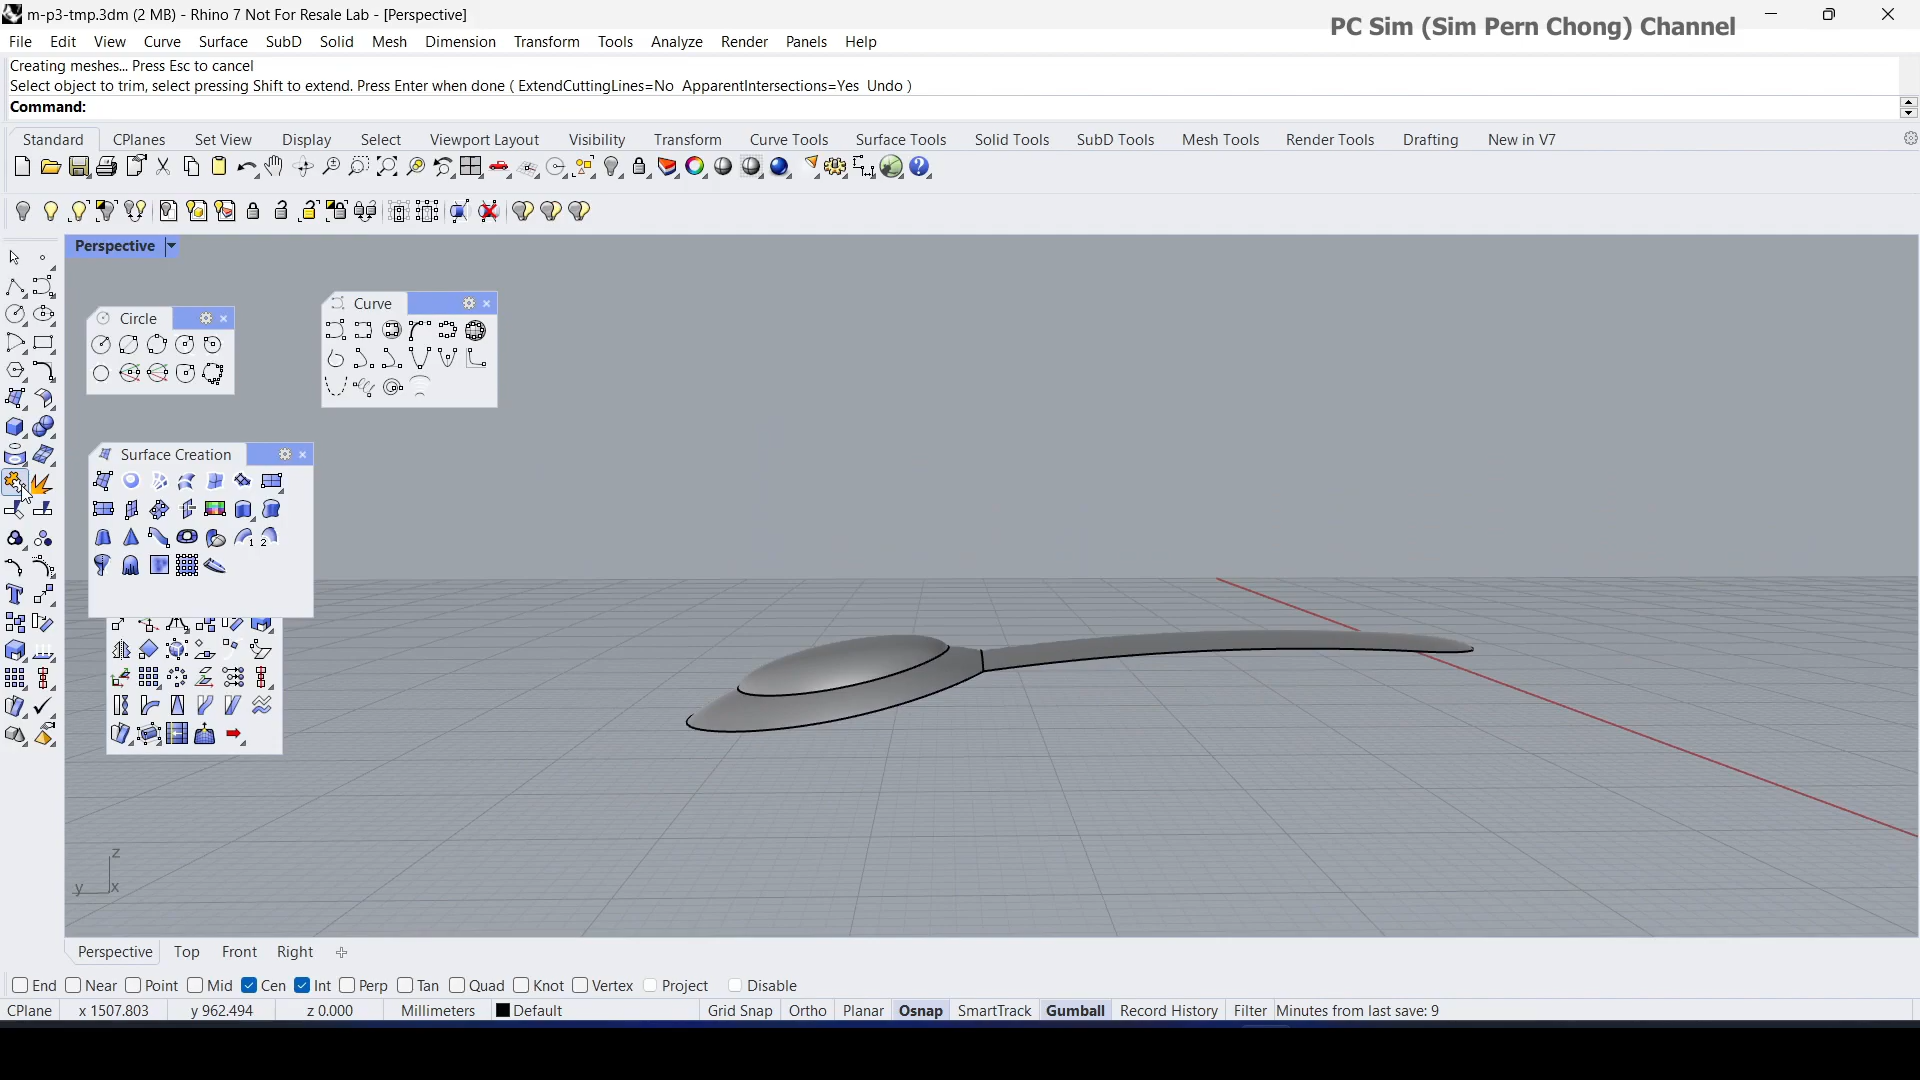 m-p3-tmp.3dm (2 MB) - Rhino 7 Not For Resale Lab - [Perspective]
PC Sim (Sim Pern Chong) Channel
File Edit View Curve Surface SubD Solid Mesh Dimension Transform Tools Analyze Render Panels Help
Creating meshes... Press Esc to cancel
Select object to trim, select pressing Shift to extend. Press Enter when done ( ExtendCuttingLines=No ApparentIntersections=Yes Undo )
Command:
Standard CPlanes Set View Display Select Viewport Layout Visibility Transform Curve Tools Surface Tools Solid Tools SubD Tools Mesh Tools Render Tools Drafting New in V7
Perspective
Curve
Circle
Surface Creation
1 2
z
y x
Perspective Top Front Right
End Near Point Mid Cen Int Perp Tan Quad Knot Vertex Project Disable
CPlane x 1507.803 y 962.494 z 0.000 Millimeters Default Grid Snap Ortho Planar Osnap SmartTrack Gumball Record History Filter Minutes from last save: 9